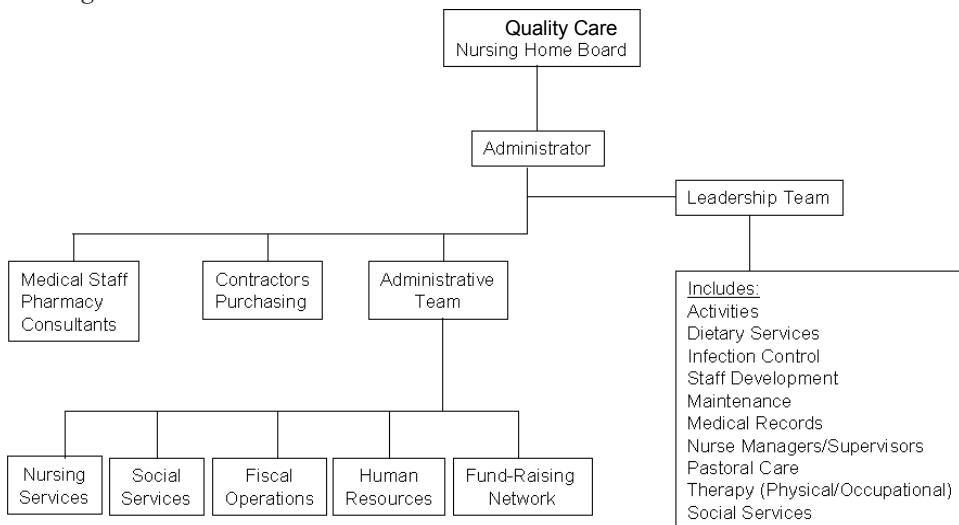 Quality Care
Nursing Home Board
Administrator
Leadership Team
Medical Staff
Pharmacy
Consultants
Contractors
Purchasing
Administrative
Team
Includes:
Activities
Dietary Services
Infection Control
Staff Development
Maintenance
Medical Records
Nurse Managers/Supervisors
Pastoral Care
Therapy (Physical/Occupational)
Social Services
Nursing
Services
Social
Services
Fiscal
Operations
Human
Resources
Fund-Raising
Network